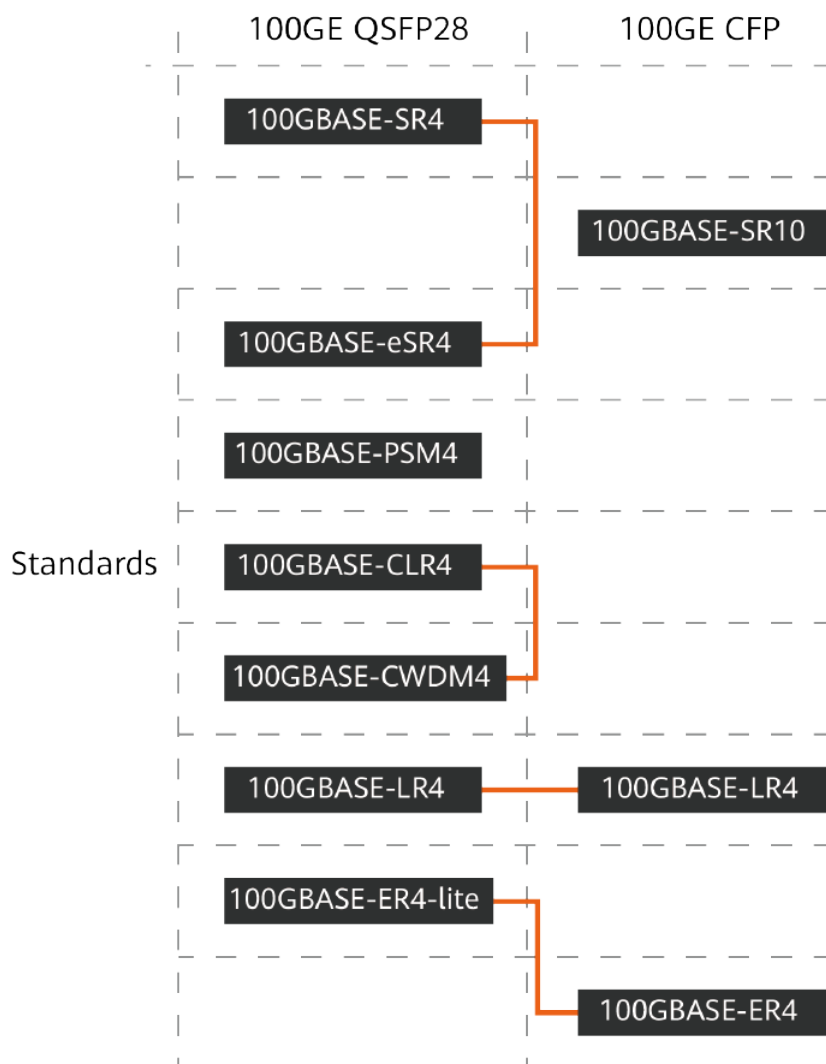 100GE QSFP28
100GE CFP
100GBASE-SR4
100GBASE-SR10
100GBASE-eSR4
100GBASE-PSM4
Standards
100GBASE-CLR4
100GBASE-CWDM4
100GBASE-LR4
100GBASE-LR4
100GBASE-ER4-lite
100GBASE-ER4